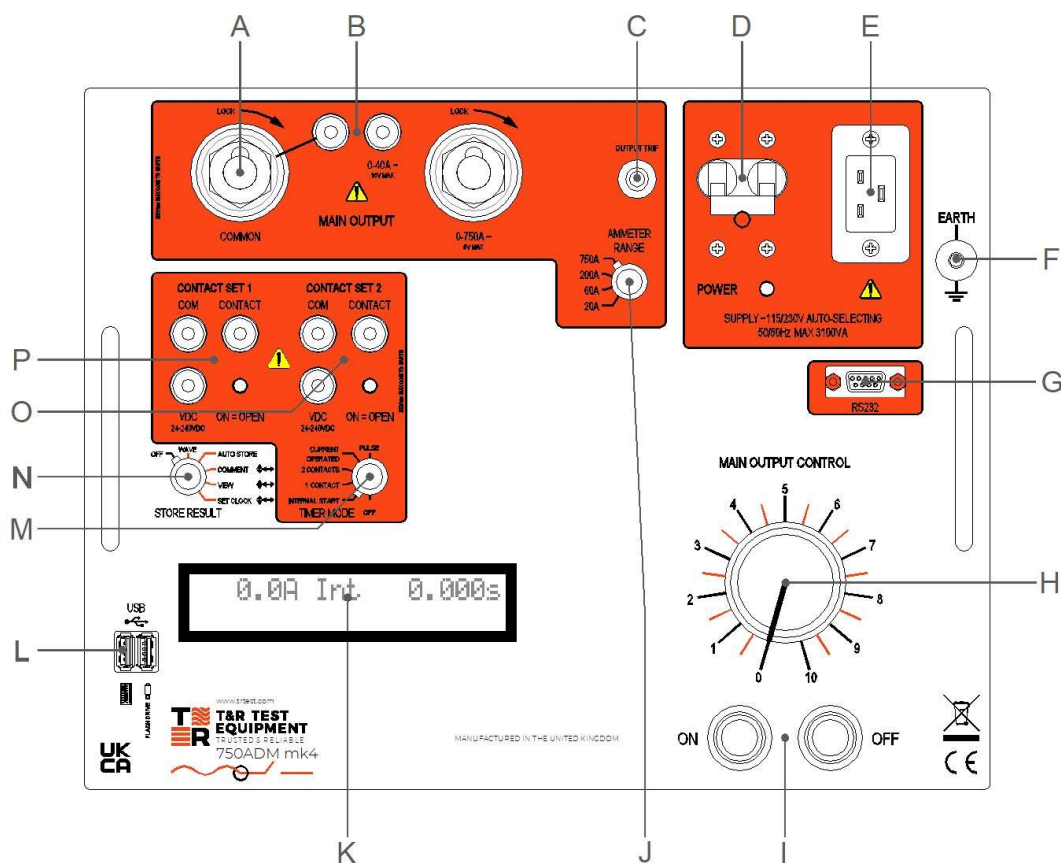 A B C D E
LOCK LOCK
OUTPUT TRIP
0-40A ~
10V MAX
MAIN OUTPUT
COMMON
0-750A ~
AMMETER
RANGE
750A
200A
60A
20A
EARTH
F
POWER
SUPPLY ~115/230V AUTO-SELECTING
50/60Hz MAX 3100VA
CONTACT SET 1 CONTACT SET 2
COM CONTACT COM CONTACT
P
O
VDC ON = OPEN VDC ON = OPEN
24-240VDC 24-240VDC
G
RS232
OFF
WAVE
AUTO STORE
COMMENT
VIEW
SET CLOCK
STORE RESULT
N
CURRENT
OPERATED
PULSE
2 CONTACTS
1 CONTACT
INTERNAL START
OFF
TIMER MODE
M
MAIN OUTPUT CONTROL
0 1 2 3 4 5 6 7 8 9 10
H
0.0A Int 0.000s
USB
L
FLASH DRIVE
www.trtest.com
T&R TEST
EQUIPMENT
TRUSTED & RELIABLE
750ADM mk4
T R
UK
CA
MANUFACTURED IN THE UNITED KINGDOM
ON OFF
CE
K J I